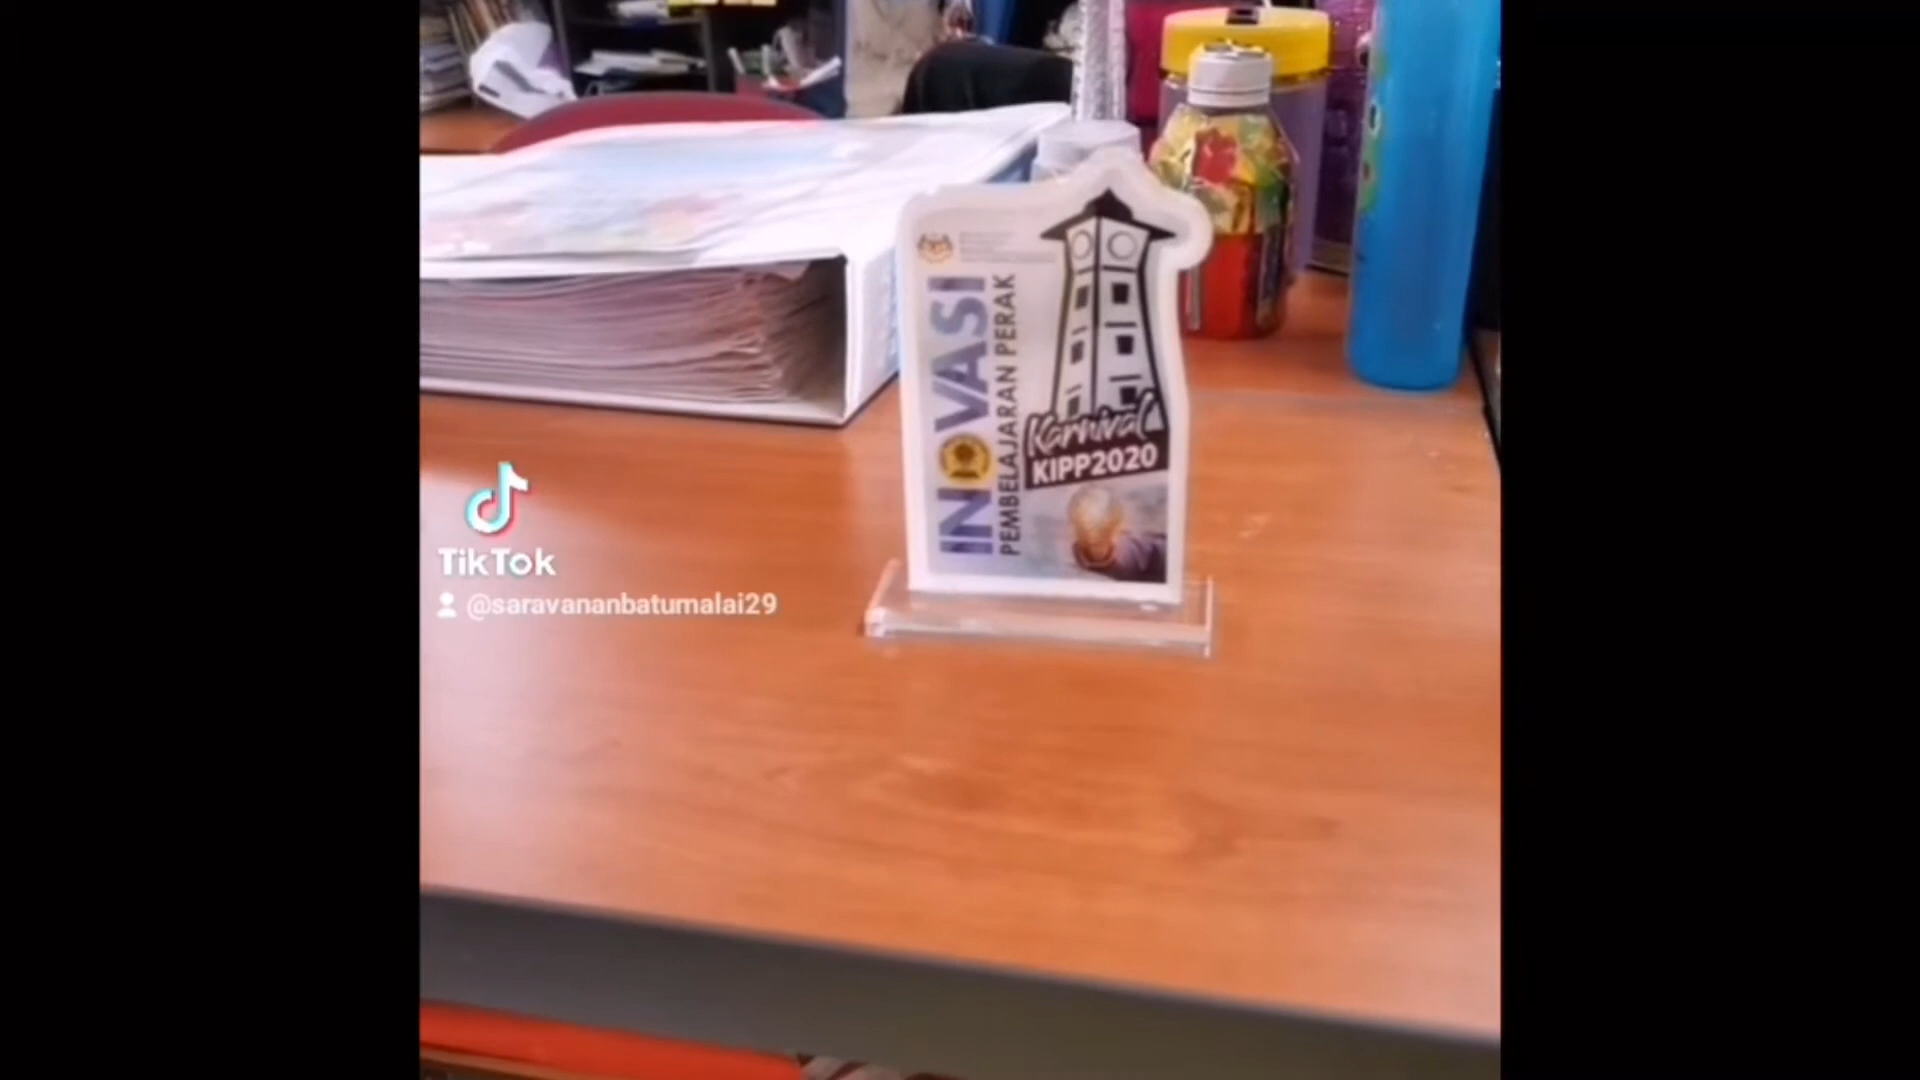 INOVASI
PEMBELAJARAN PERAK
Karnival
KIPP2020
TikTok
@saravananbatumalai29